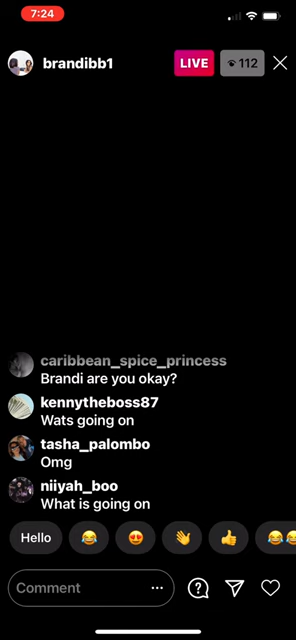 7:24
brandibb1 LIVE 112
caribbean_spice_princess
Brandi are you okay?
kennytheboss87
Wats going on
tasha_palombo
Omg
niiyah_boo
What is going on
Hello
Comment